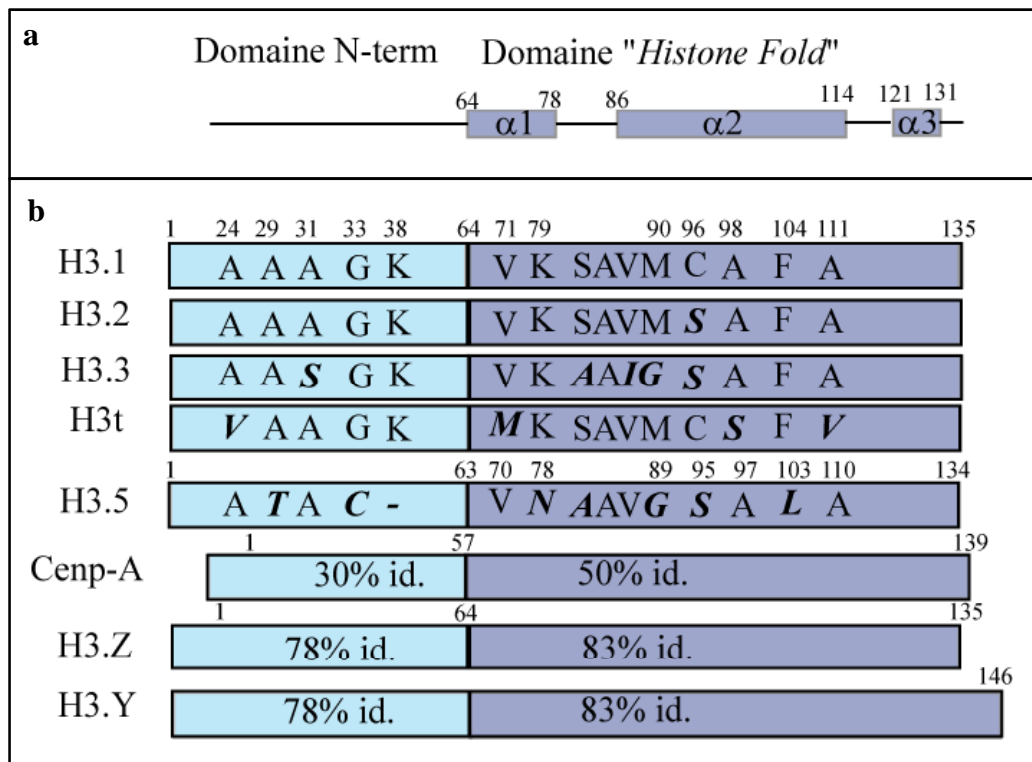 a
Domaine N-term Domaine "Histone Fold"
64 78 86 114 121 131
α1 α2 α3
b
1 24 29 31 33 38 64 71 79 90 96 98 104 111 135
H3.1 A A A G K V K SAVM C A F A
H3.2 A A A G K V K SAVM S A F A
H3.3 A A S G K V K AAIG S A F A
H3t V A A G K M K SAVM C S F V
1 63 70 78 89 95 97 103 110 134
H3.5 A T A C - V N AAVG S A L A
1 57 139
Cenp-A 30% id. 50% id.
1 64 135
H3.Z 78% id. 83% id.
146
H3.Y 78% id. 83% id.